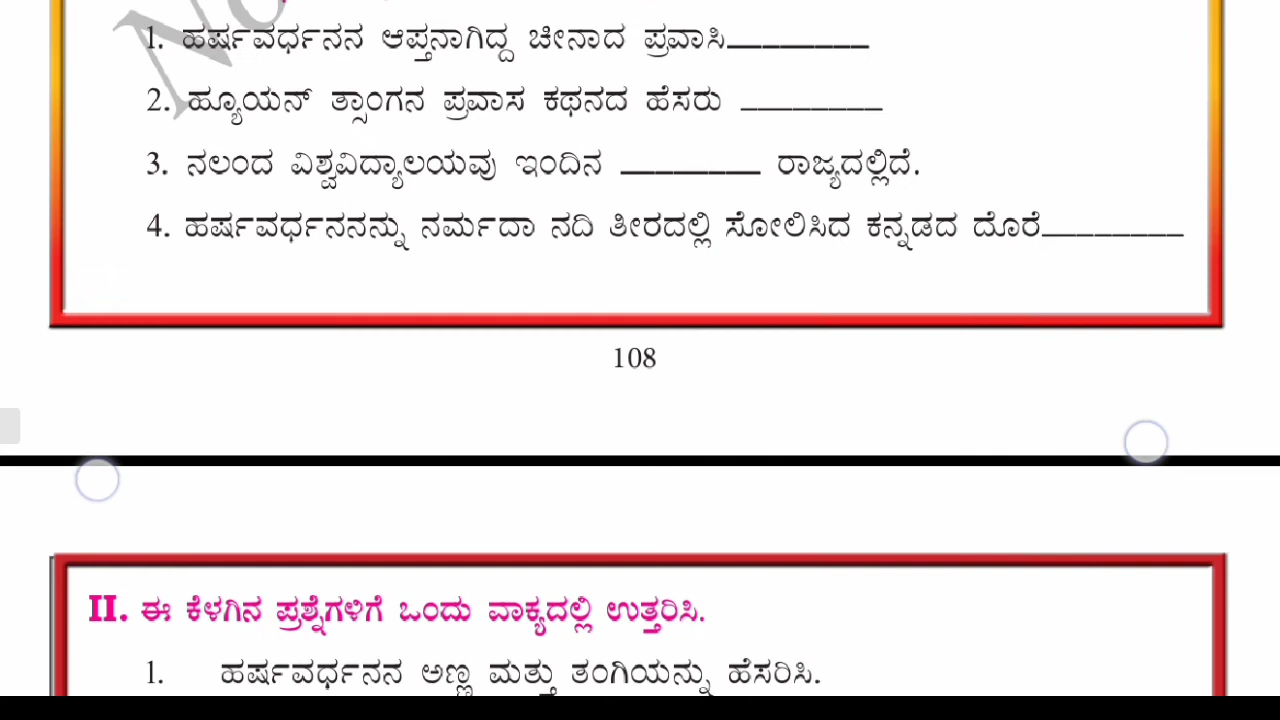 No
1. ಹರ್ಷವರ್ಧನನ ಆಪ್ತನಾಗಿದ್ದ ಚೀನಾದ ಪ್ರವಾಸಿ________
2. ಹ್ಯೂಯನ್ ತ್ಸಾಂಗನ ಪ್ರವಾಸ ಕಥನದ ಹೆಸರು ________
3. ನಲಂದ ವಿಶ್ವವಿದ್ಯಾಲಯವು ಇಂದಿನ ________ ರಾಜ್ಯದಲ್ಲಿದೆ.
4. ಹರ್ಷವರ್ಧನನನ್ನು ನರ್ಮದಾ ನದಿ ತೀರದಲ್ಲಿ ಸೋಲಿಸಿದ ಕನ್ನಡದ ದೊರೆ________
108
II. ಈ ಕೆಳಗಿನ ಪ್ರಶ್ನೆಗಳಿಗೆ ಒಂದು ವಾಕ್ಯದಲ್ಲಿ ಉತ್ತರಿಸಿ.
1. ಹರ್ಷವರ್ಧನನ ಅಣ್ಣ ಮತ್ತು ತಂಗಿಯನ್ನು ಹೆಸರಿಸಿ.